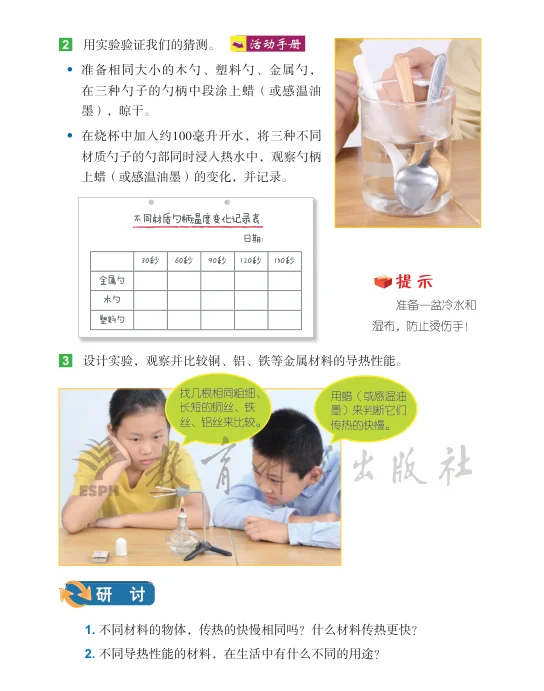 2 用实验验证我们的猜测。 活动手册
• 准备相同大小的木勺、塑料勺、金属勺，
在三种勺子的勺柄中段涂上蜡（或感温油
墨），晾干。
• 在烧杯中加入约100毫升开水，将三种不同
材质勺子的勺部同时浸入热水中，观察勺柄
上蜡（或感温油墨）的变化，并记录。
不同材质勺柄温度变化记录表
日期：
30秒 60秒 90秒 120秒 150秒
金属勺
木勺
塑料勺
提示
准备一盆冷水和
湿布，防止烫伤手！
3 设计实验，观察并比较铜、铝、铁等金属材料的导热性能。
找几根相同粗细、
长短的铜丝、铁
丝、铝丝来比较。
用蜡（或感温油
墨）来判断它们
传热的快慢。
ESPH 教育科学出版社
研讨
1. 不同材料的物体，传热的快慢相同吗？什么材料传热更快？
2. 不同导热性能的材料，在生活中有什么不同的用途？